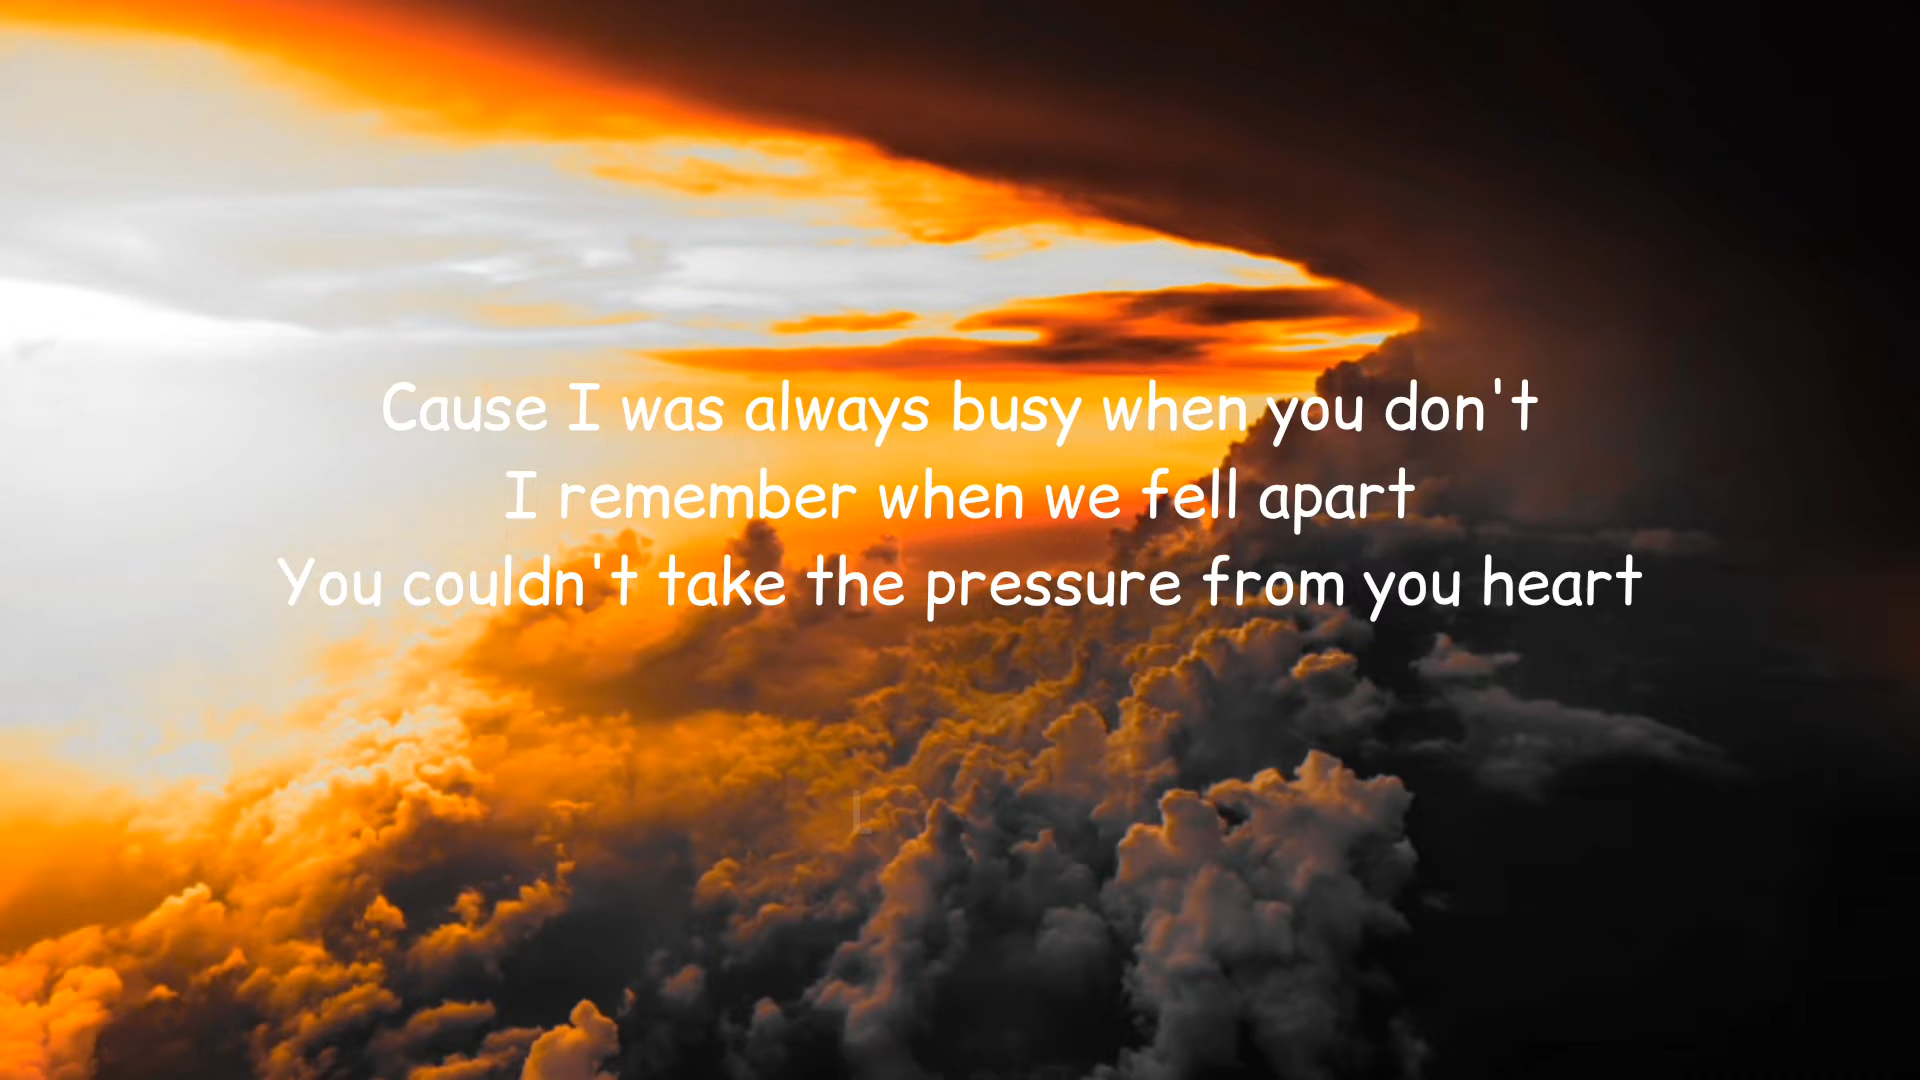 Cause I was always busy when you don't
I remember when we fell apart
You couldn't take the pressure from you heart
L